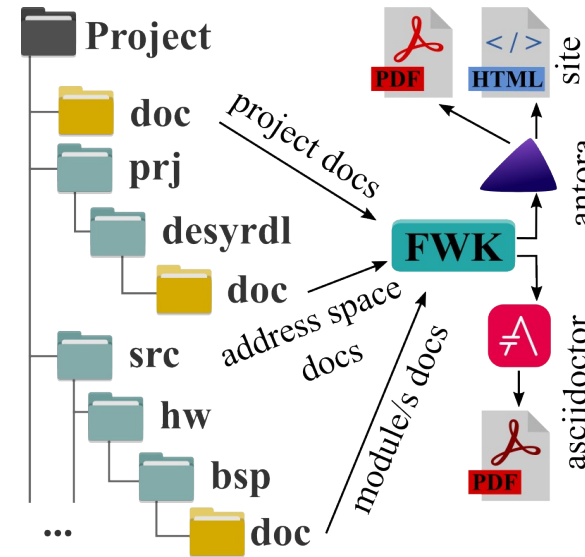 Project
doc
prj
desyrdl
doc
src
hw
bsp
doc
...
project docs
address space
docs
module/s docs
FWK
PDF
</>
HTML
site
antora
asciidoctor
PDF